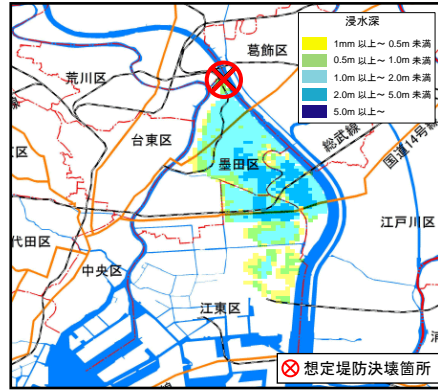 浸水深
1mm 以上～ 0.5m 未満
0.5m 以上～ 1.0m 未満
1.0m 以上～ 2.0m 未満
2.0m 以上～ 5.0m 未満
5.0m 以上～
葛飾区
荒川区
台東区
総武線
墨田区
国道14号線
江戸川区
代田区
中央区
江東区
想定堤防決壊箇所